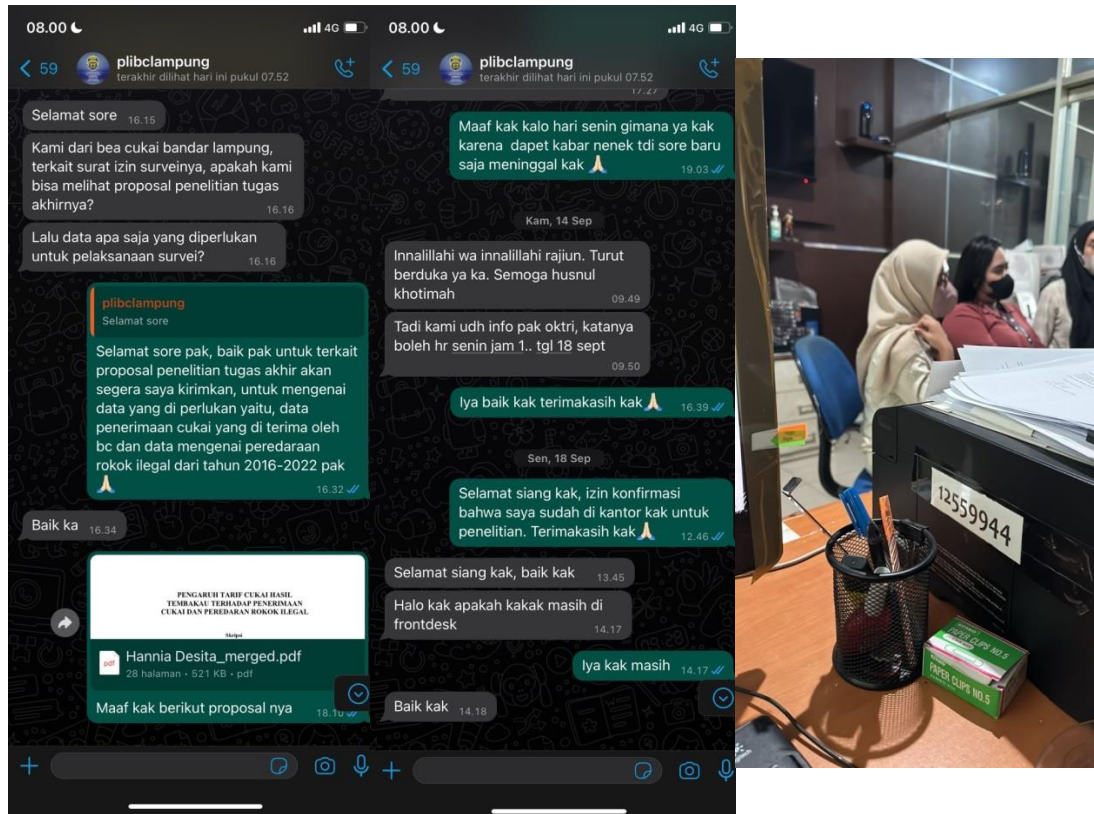 08.00
4G
59
plibclampung
terakhir dilihat hari ini pukul 07.52
Selamat sore 16.15
Kami dari bea cukai bandar lampung,
terkait surat izin surveinya, apakah kami
bisa melihat proposal penelitian tugas
akhirnya? 16.16
Lalu data apa saja yang diperlukan
untuk pelaksanaan survei? 16.16
plibclampung
Selamat sore
Selamat sore pak, baik pak untuk terkait
proposal penelitian tugas akhir akan
segera saya kirimkan, untuk mengenai
data yang di perlukan yaitu, data
penerimaan cukai yang di terima oleh
bc dan data mengenai peredaraan
rokok ilegal dari tahun 2016-2022 pak
🙏🏻 16.32
Baik ka 16.34
PENGARUH TARIF CUKAI HASIL
TEMBAKAU TERHADAP PENERIMAAN
CUKAI DAN PEREDARAN ROKOK ILEGAL
Skripsi
pdf
Hannia Desita_merged.pdf
28 halaman • 521 KB • pdf
Maaf kak berikut proposal nya 18.10
08.00
4G
59
plibclampung
terakhir dilihat hari ini pukul 07.52
17.27
Maaf kak kalo hari senin gimana ya kak
karena dapet kabar nenek tdi sore baru
saja meninggal kak 🙏🏻 19.03
Kam, 14 Sep
Innalillahi wa innalillahi rajiun. Turut
berduka ya ka. Semoga husnul
khotimah 09.49
Tadi kami udh info pak oktri, katanya
boleh hr senin jam 1.. tgl 18 sept
09.50
Iya baik kak terimakasih kak 🙏🏻 16.39
Sen, 18 Sep
Selamat siang kak, izin konfirmasi
bahwa saya sudah di kantor kak untuk
penelitian. Terimakasih kak 🙏🏻 12.46
Selamat siang kak, baik kak 13.45
Halo kak apakah kakak masih di
frontdesk 14.17
Iya kak masih 14.17
Baik kak 14.18
12559944
PAPER CLIPS NO.5
PAPER CLIPS NO.5